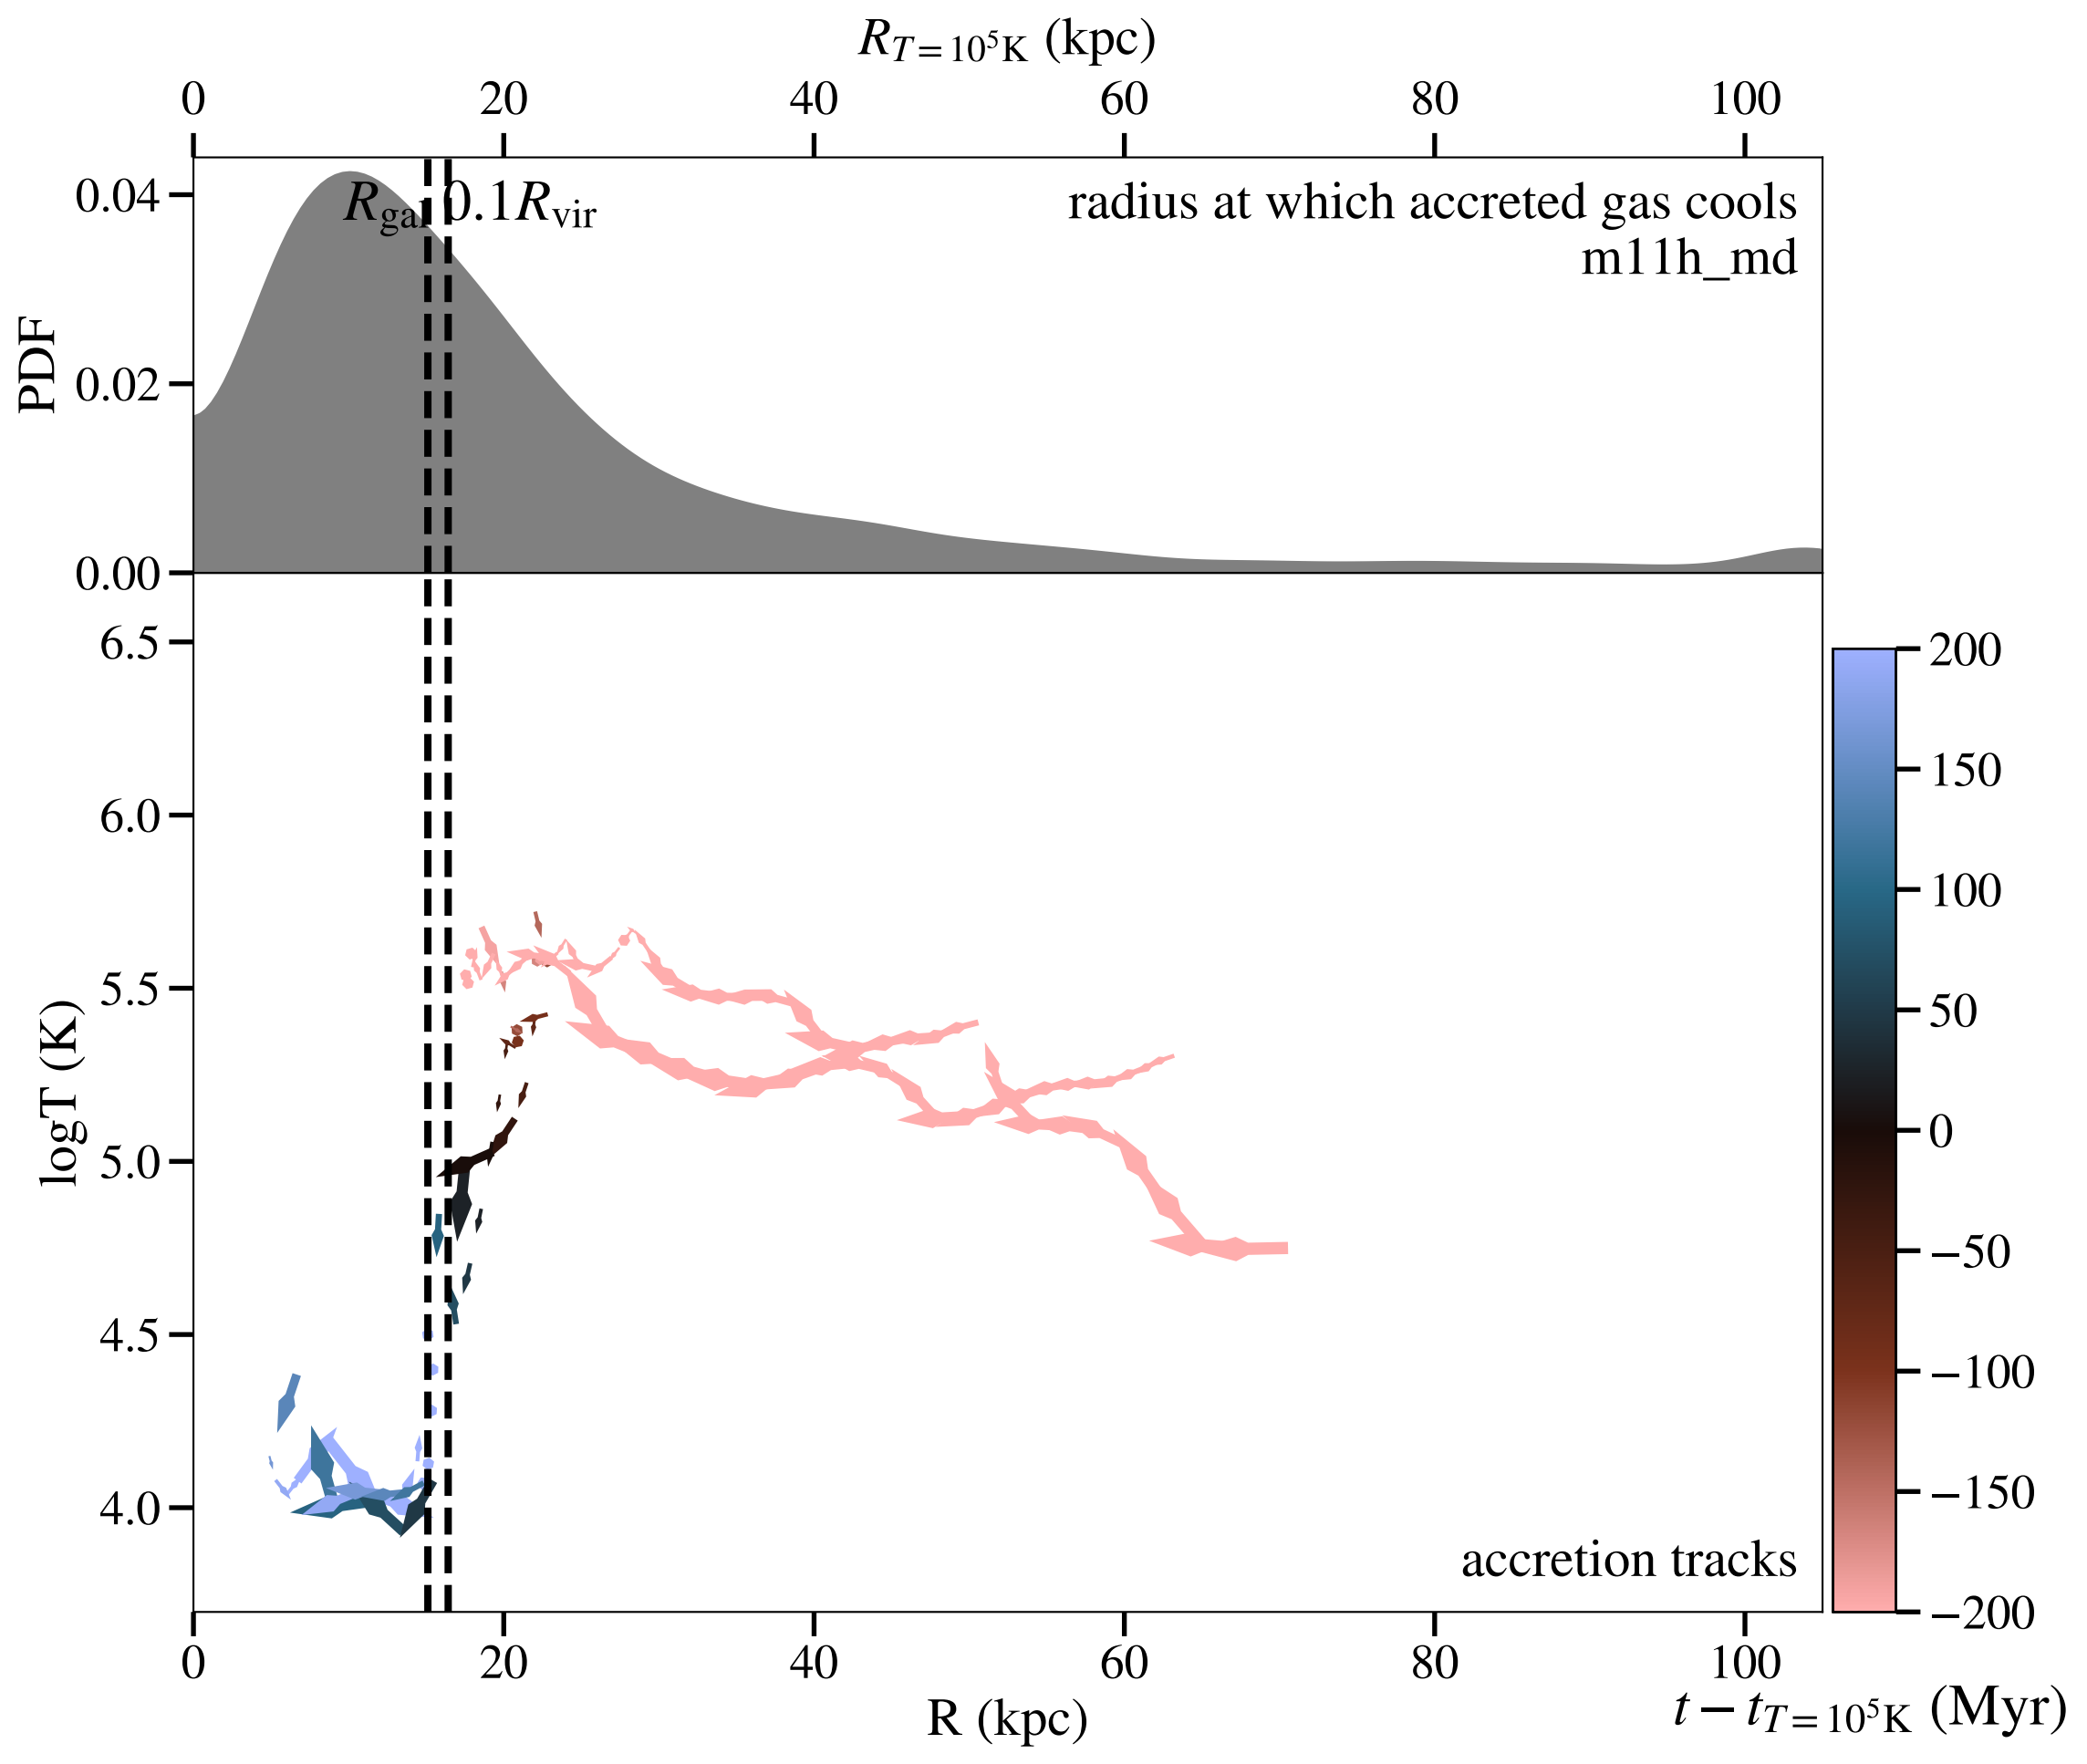 R_{T=10^5K} (kpc)
0 20 40 60 80 100
PDF
0.04
0.02
0.00
R_gal 0.1R_vir
radius at which accreted gas cools
m11h_md
logT (K)
6.5
6.0
5.5
5.0
4.5
4.0
accretion tracks
0 20 40 60 80 100
R (kpc)
200
150
100
50
0
−50
−100
−150
−200
t − t_{T=10^5K} (Myr)